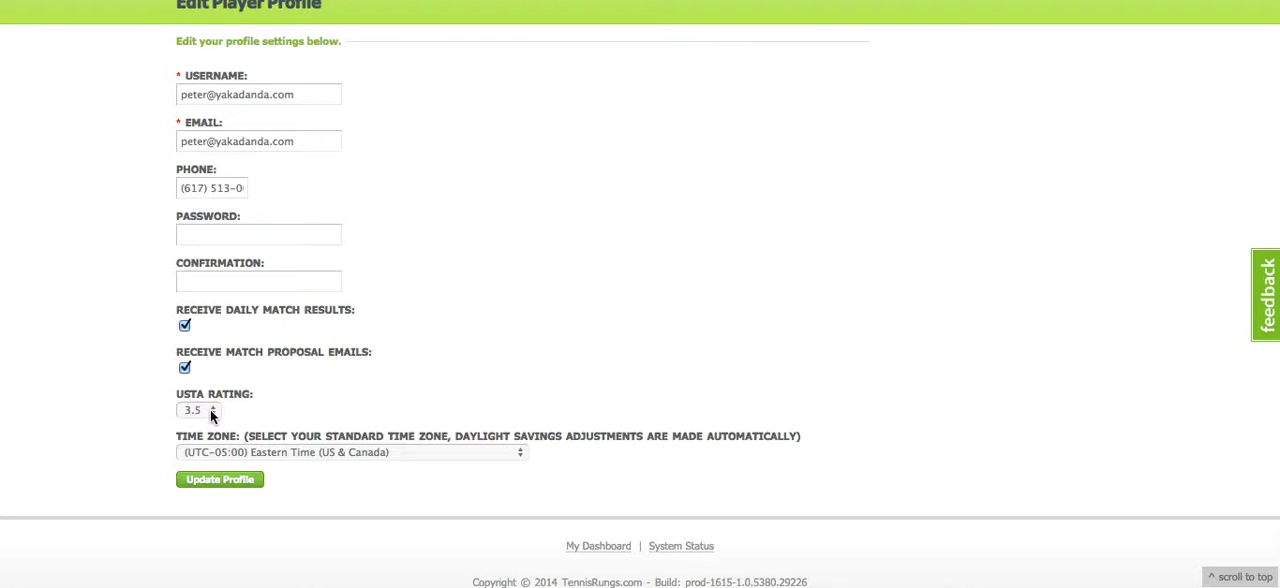 Edit Player Profile
Edit your profile settings below.
* USERNAME:
peter@yakadanda.com
* EMAIL:
peter@yakadanda.com
PHONE:
(617) 513-0
PASSWORD:
CONFIRMATION:
RECEIVE DAILY MATCH RESULTS:
RECEIVE MATCH PROPOSAL EMAILS:
USTA RATING:
3.5
TIME ZONE: (SELECT YOUR STANDARD TIME ZONE, DAYLIGHT SAVINGS ADJUSTMENTS ARE MADE AUTOMATICALLY)
(UTC-05:00) Eastern Time (US & Canada)
Update Profile
feedback
My Dashboard | System Status
Copyright © 2014 TennisRungs.com - Build: prod-1615-1.0.5380.29226
^ scroll to top